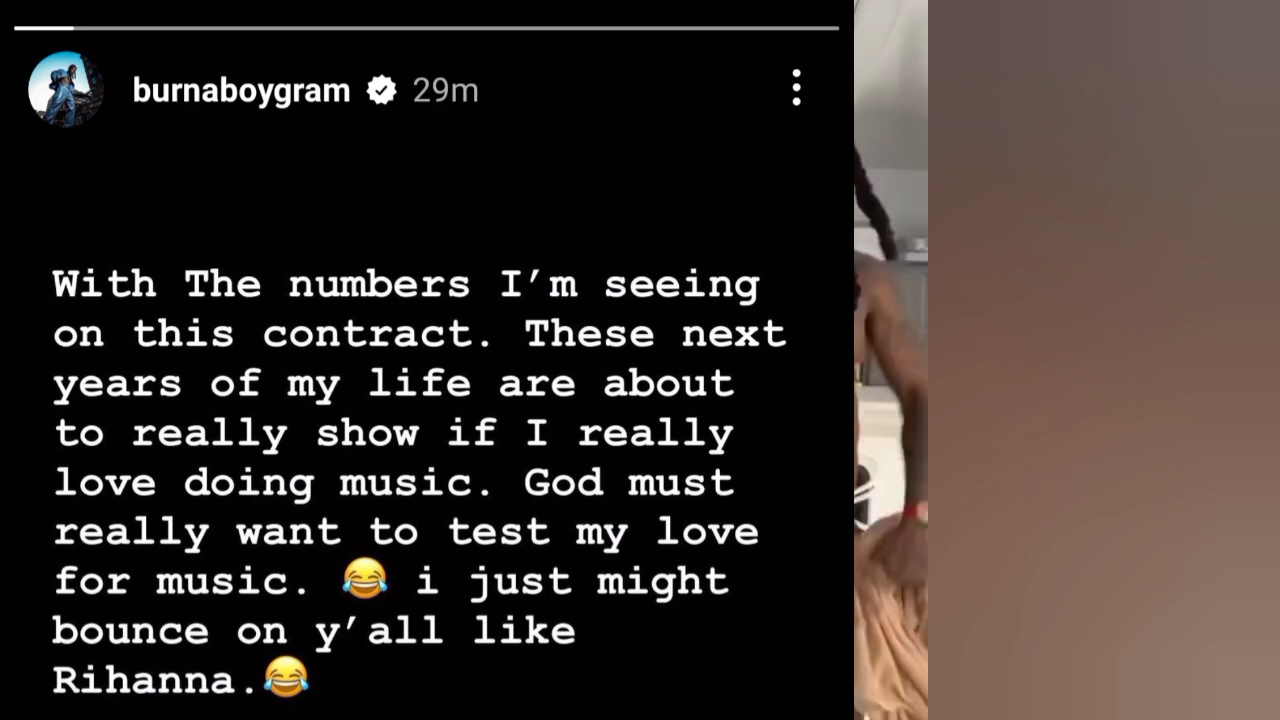 burnaboygram 29m
With The numbers I’m seeing
on this contract. These next
years of my life are about
to really show if I really
love doing music. God must
really want to test my love
for music. 😂 i just might
bounce on y’all like
Rihanna.😂